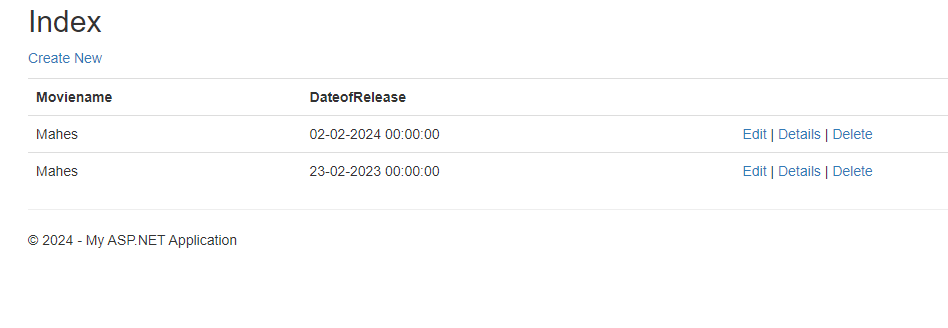 Index
Create New
Moviename DateofRelease
Mahes 02-02-2024 00:00:00 Edit | Details | Delete
Mahes 23-02-2023 00:00:00 Edit | Details | Delete
© 2024 - My ASP.NET Application